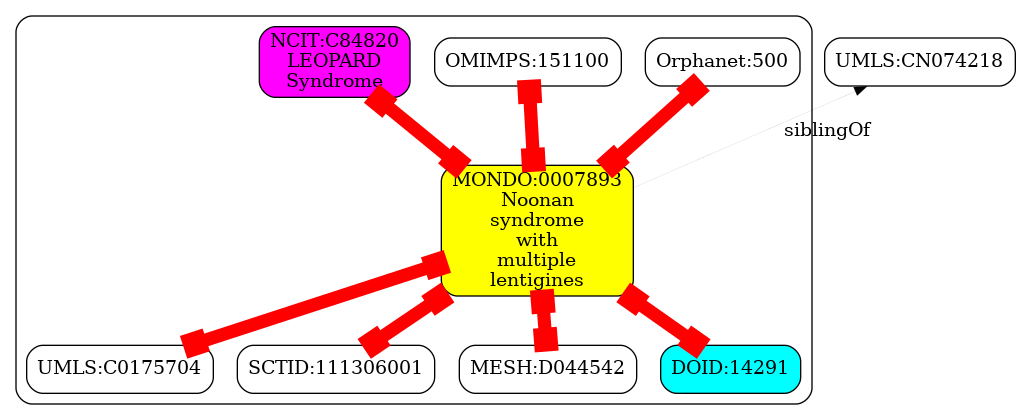 NCIT:C84820
LEOPARD
Syndrome
OMIMPS:151100
Orphanet:500
UMLS:CN074218
siblingOf
MONDO:0007893
Noonan
syndrome
with
multiple
lentigines
UMLS:C0175704
SCTID:111306001
MESH:D044542
DOID:14291